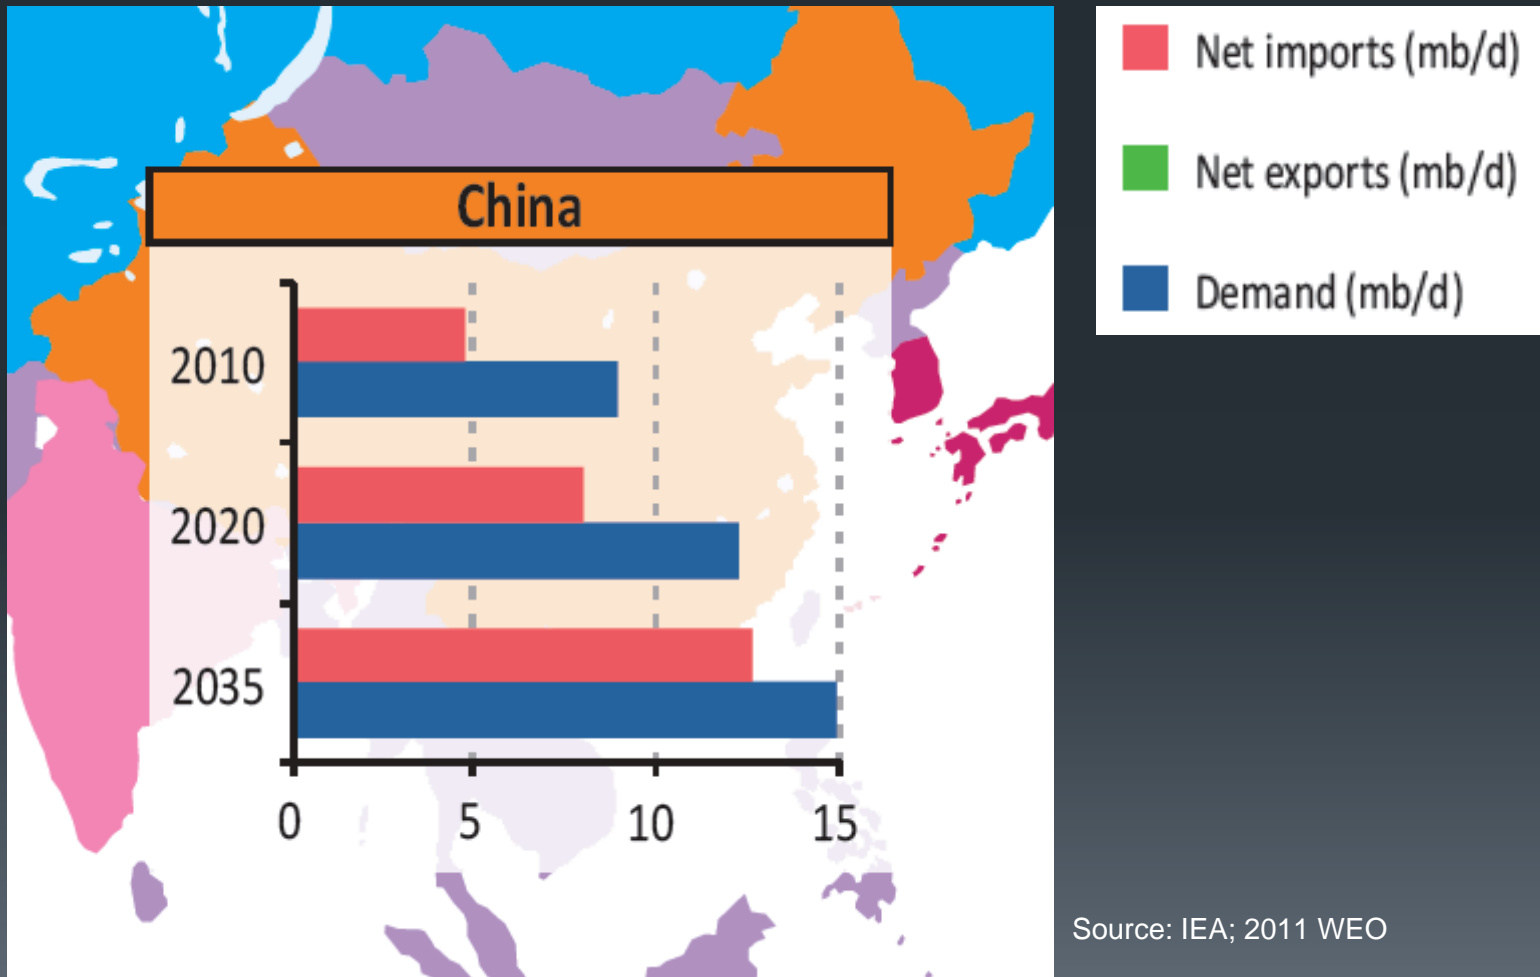 China
2010
2020
2035
0 5 10 15
Net imports (mb/d)
Net exports (mb/d)
Demand (mb/d)
Source: IEA; 2011 WEO